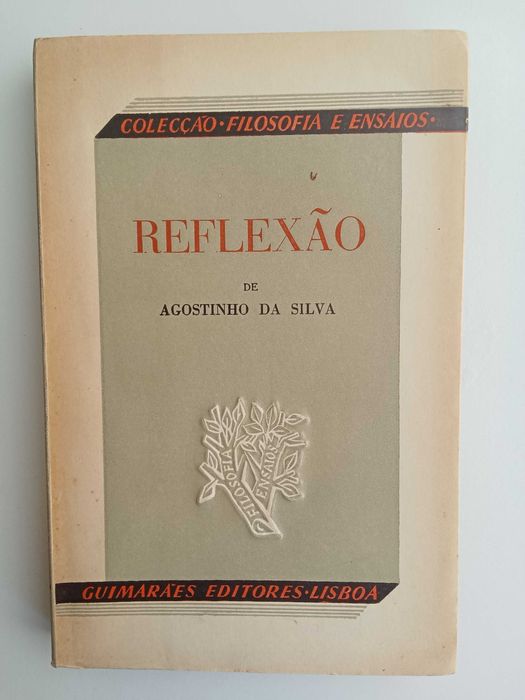 COLECÇÃO • FILOSOFIA E ENSAIOS •
REFLEXÃO
DE
AGOSTINHO DA SILVA
FILOSOFIA
ENSAIOS
GUIMARÃES EDITORES • LISBOA